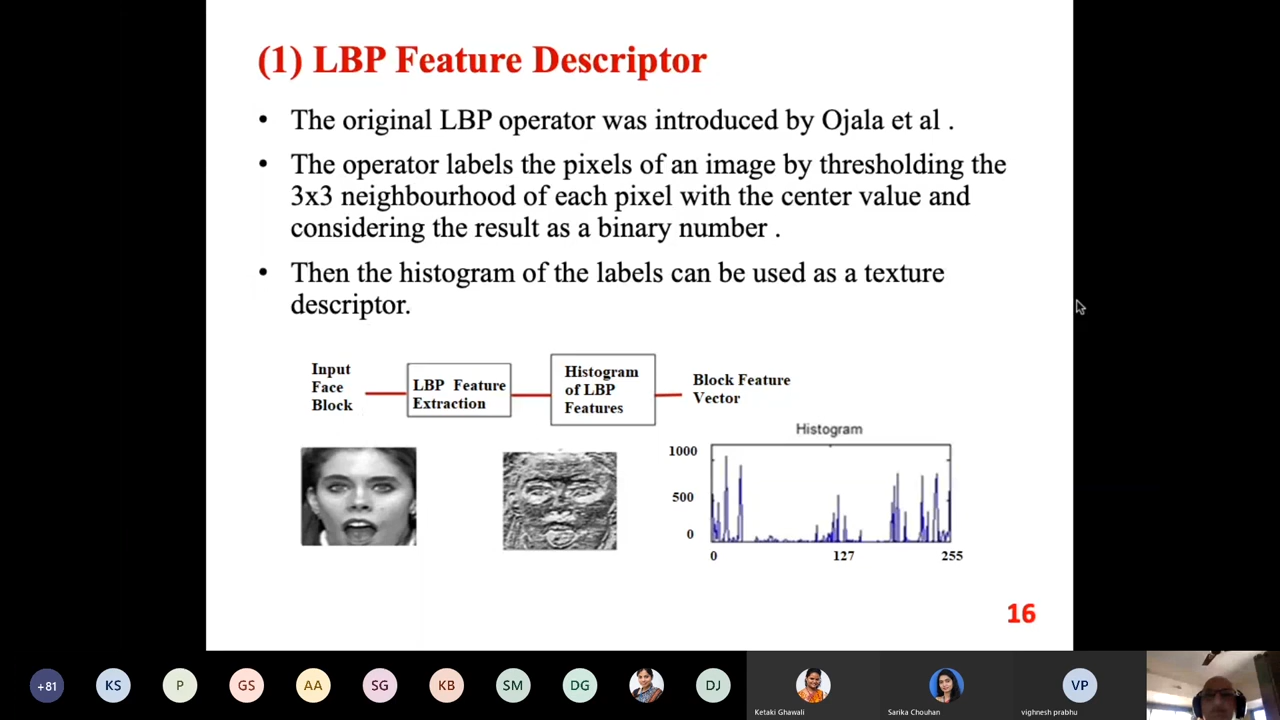 (1) LBP Feature Descriptor
• The original LBP operator was introduced by Ojala et al .
• The operator labels the pixels of an image by thresholding the
3x3 neighbourhood of each pixel with the center value and
considering the result as a binary number .
• Then the histogram of the labels can be used as a texture
descriptor.
Input
Face
Block
LBP Feature
Extraction
Histogram
of LBP
Features
Block Feature
Vector
Histogram
1000
500
0
0 127 255
16
+81 KS P GS AA SG KB SM DG DJ VP
Ketaki Ghawali Sarika Chouhan vighnesh prabhu